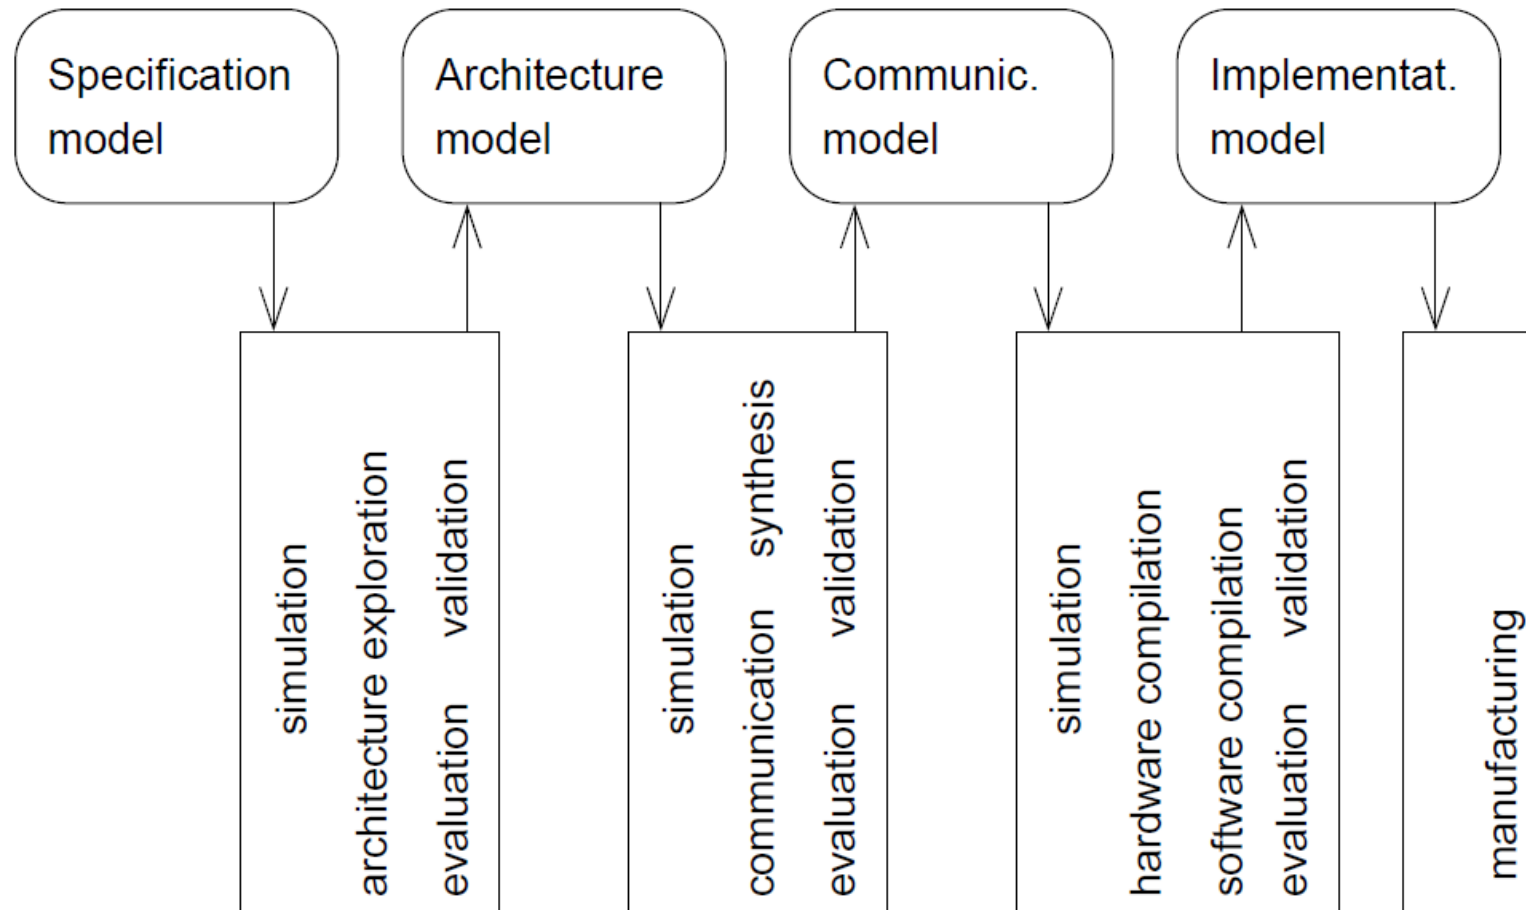 Specification
model
Architecture
model
Communic.
model
Implementat.
model
simulation
architecture exploration
evaluation validation
simulation
communication synthesis
evaluation validation
simulation
hardware compilation
software compilation
evaluation validation
manufacturing